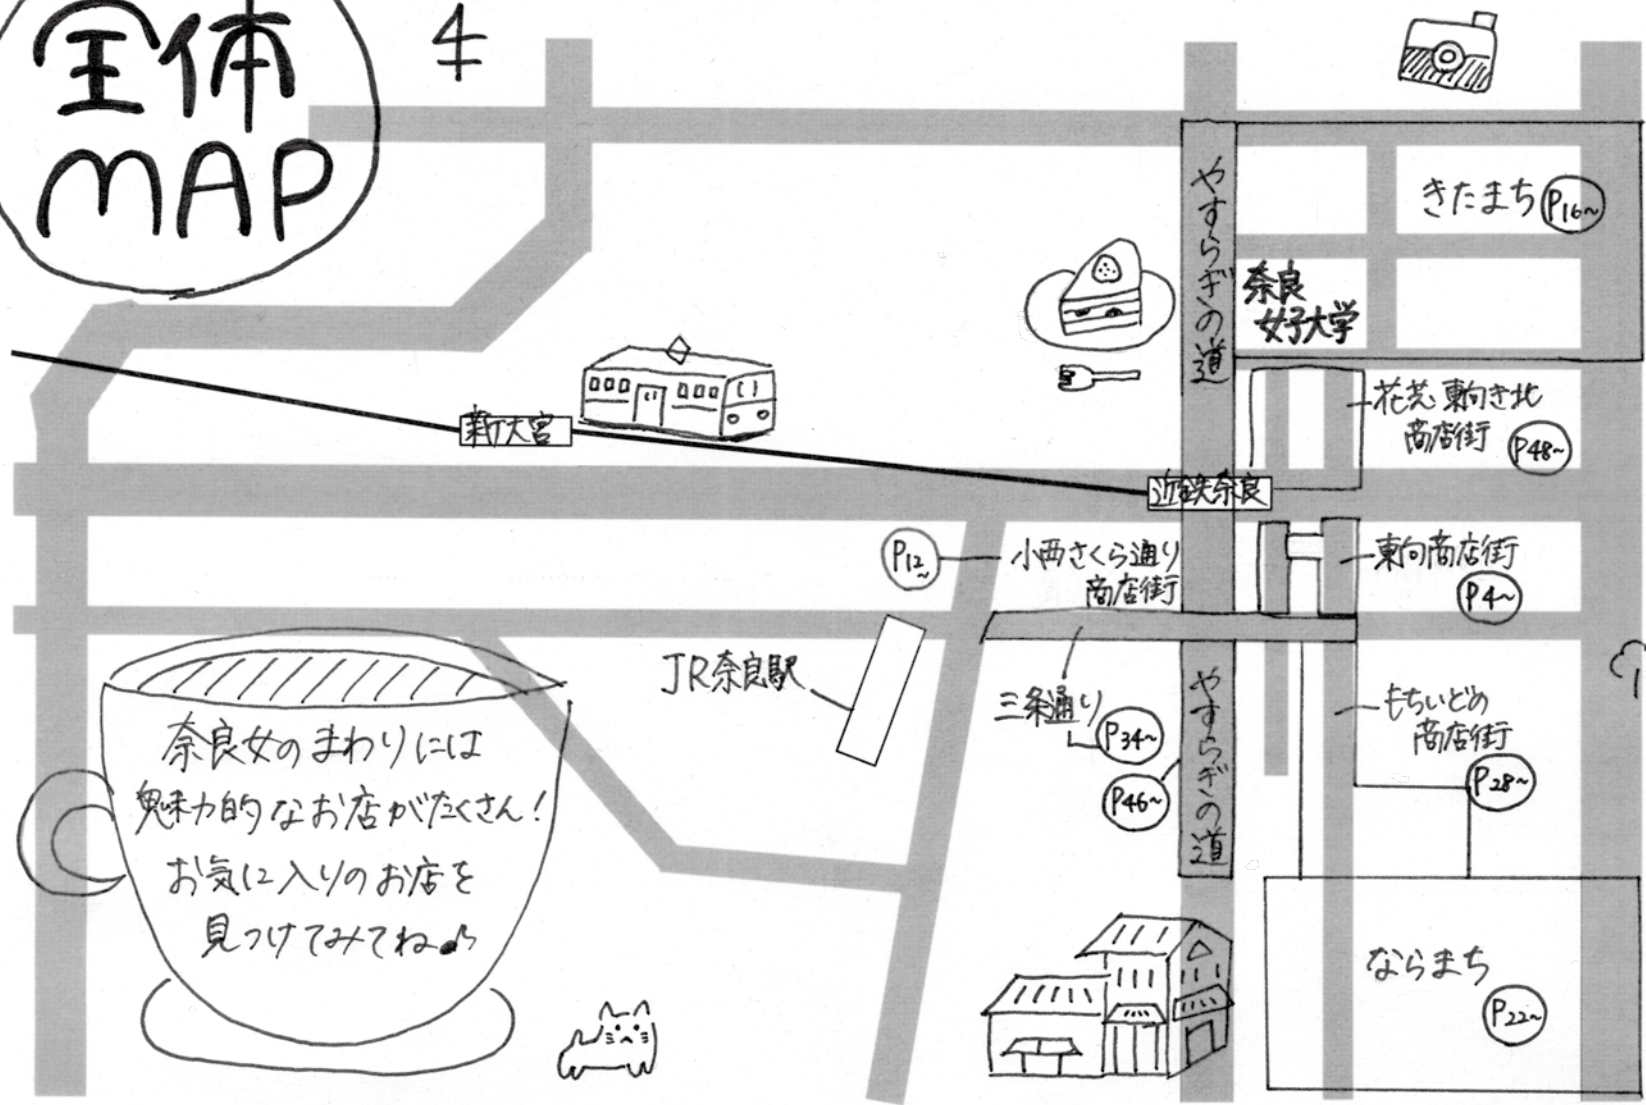 全体
MAP
やすらぎの道
きたまち P16~
奈良
女子大学
花芝 東向き北
商店街 P48~
新大宮
近鉄奈良
P12~
小西さくら通り
商店街
東向商店街
P4~
JR奈良駅
三条通り
P34~
P46~
やすらぎの道
もちいどの
商店街
P28~
ならまち
P22~
奈良女のまわりには
魅力的なお店がたくさん!
お気に入りのお店を
見つけてみてね♪